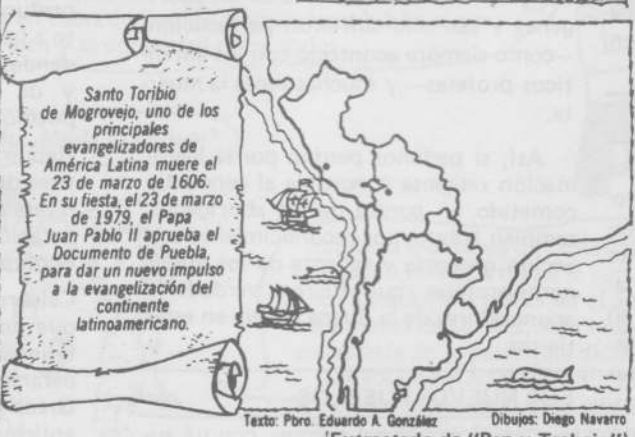 Santo Toribio
de Mogrovejo, uno de los
principales
evangelizadores de
América Latina muere el
23 de marzo de 1606.
En su fiesta, el 23 de marzo
de 1979, el Papa
Juan Pablo II aprueba el
Documento de Puebla,
para dar un nuevo impulso
a la evangelización del
continente
latinoamericano.
Texto: Pbro. Eduardo A. González
Dibujos: Diego Navarro